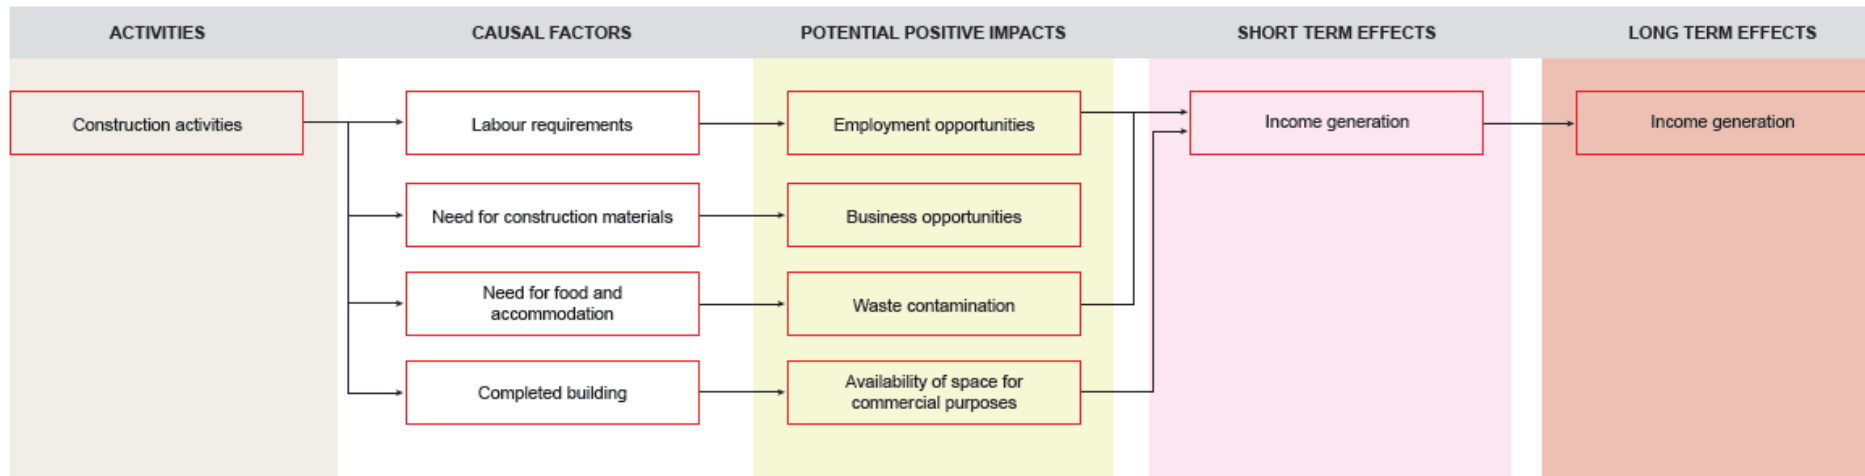 ACTIVITIES
CAUSAL FACTORS
POTENTIAL POSITIVE IMPACTS
SHORT TERM EFFECTS
LONG TERM EFFECTS
Construction activities
Labour requirements
Employment opportunities
Income generation
Income generation
Need for construction materials
Business opportunities
Need for food and
accommodation
Waste contamination
Completed building
Availability of space for
commercial purposes